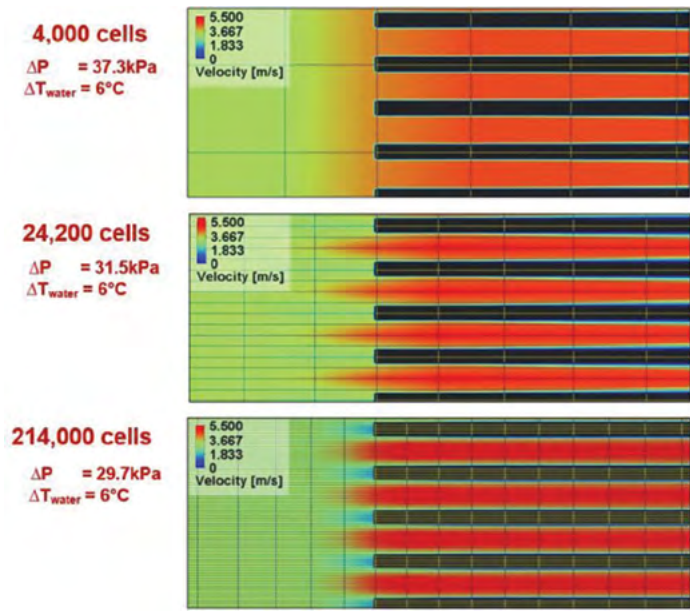 4,000 cells
ΔP = 37.3kPa
ΔTwater = 6°C
5.500
3.667
1.833
0
Velocity [m/s]
24,200 cells
ΔP = 31.5kPa
ΔTwater = 6°C
5.500
3.667
1.833
0
Velocity [m/s]
214,000 cells
ΔP = 29.7kPa
ΔTwater = 6°C
5.500
3.667
1.833
0
Velocity [m/s]